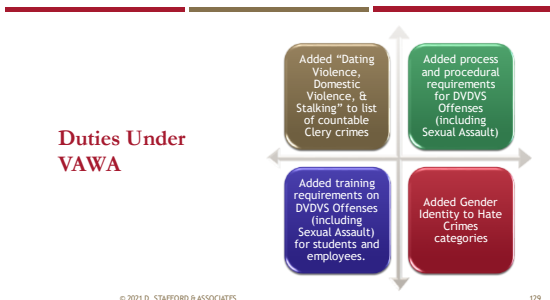 Duties Under
VAWA
Added "Dating
Violence,
Domestic
Violence, &
Stalking" to list
of countable
Clery crimes
Added process
and procedural
requirements
for DVDVS
Offenses
(including
Sexual Assault)
Added training
requirements on
DVDVS Offenses
(including
Sexual Assault)
for students and
employees.
Added Gender
Identity to Hate
Crimes
categories
© 2021 D. STAFFORD & ASSOCIATES
129